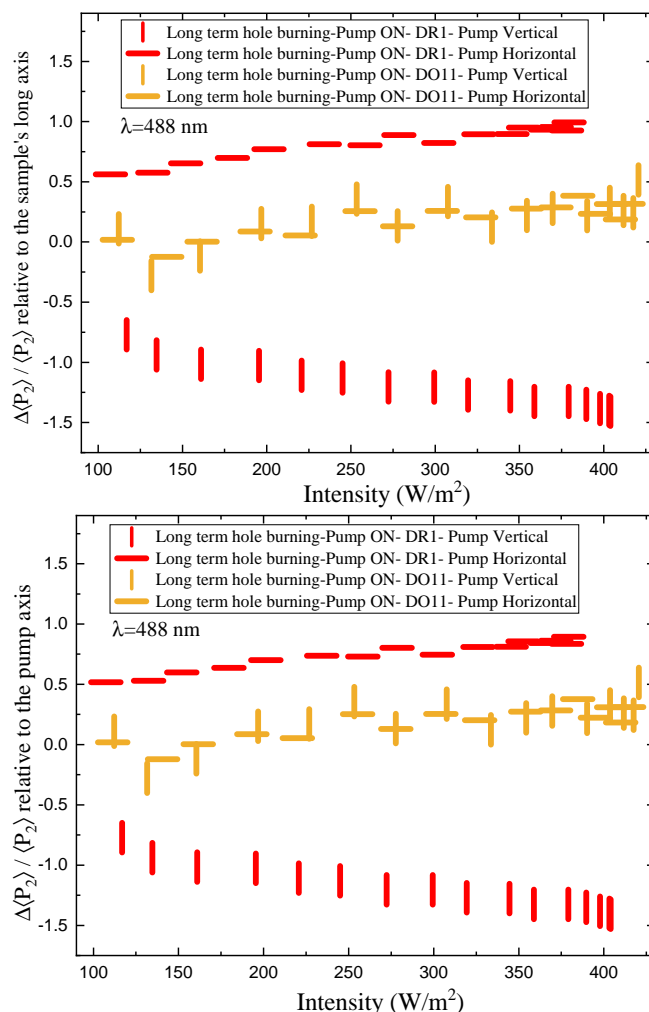 Long term hole burning-Pump ON- DR1- Pump Vertical
Long term hole burning-Pump ON- DR1- Pump Horizontal
Long term hole burning-Pump ON- DO11- Pump Vertical
Long term hole burning-Pump ON- DO11- Pump Horizontal
λ=488 nm
Δ⟨P₂⟩ / ⟨P₂⟩ relative to the sample's long axis
1.5
1.0
0.5
0.0
-0.5
-1.0
-1.5
100 150 200 250 300 350 400
Intensity (W/m²)
Long term hole burning-Pump ON- DR1- Pump Vertical
Long term hole burning-Pump ON- DR1- Pump Horizontal
Long term hole burning-Pump ON- DO11- Pump Vertical
Long term hole burning-Pump ON- DO11- Pump Horizontal
λ=488 nm
Δ⟨P₂⟩ / ⟨P₂⟩ relative to the pump axis
1.5
1.0
0.5
0.0
-0.5
-1.0
-1.5
100 150 200 250 300 350 400
Intensity (W/m²)